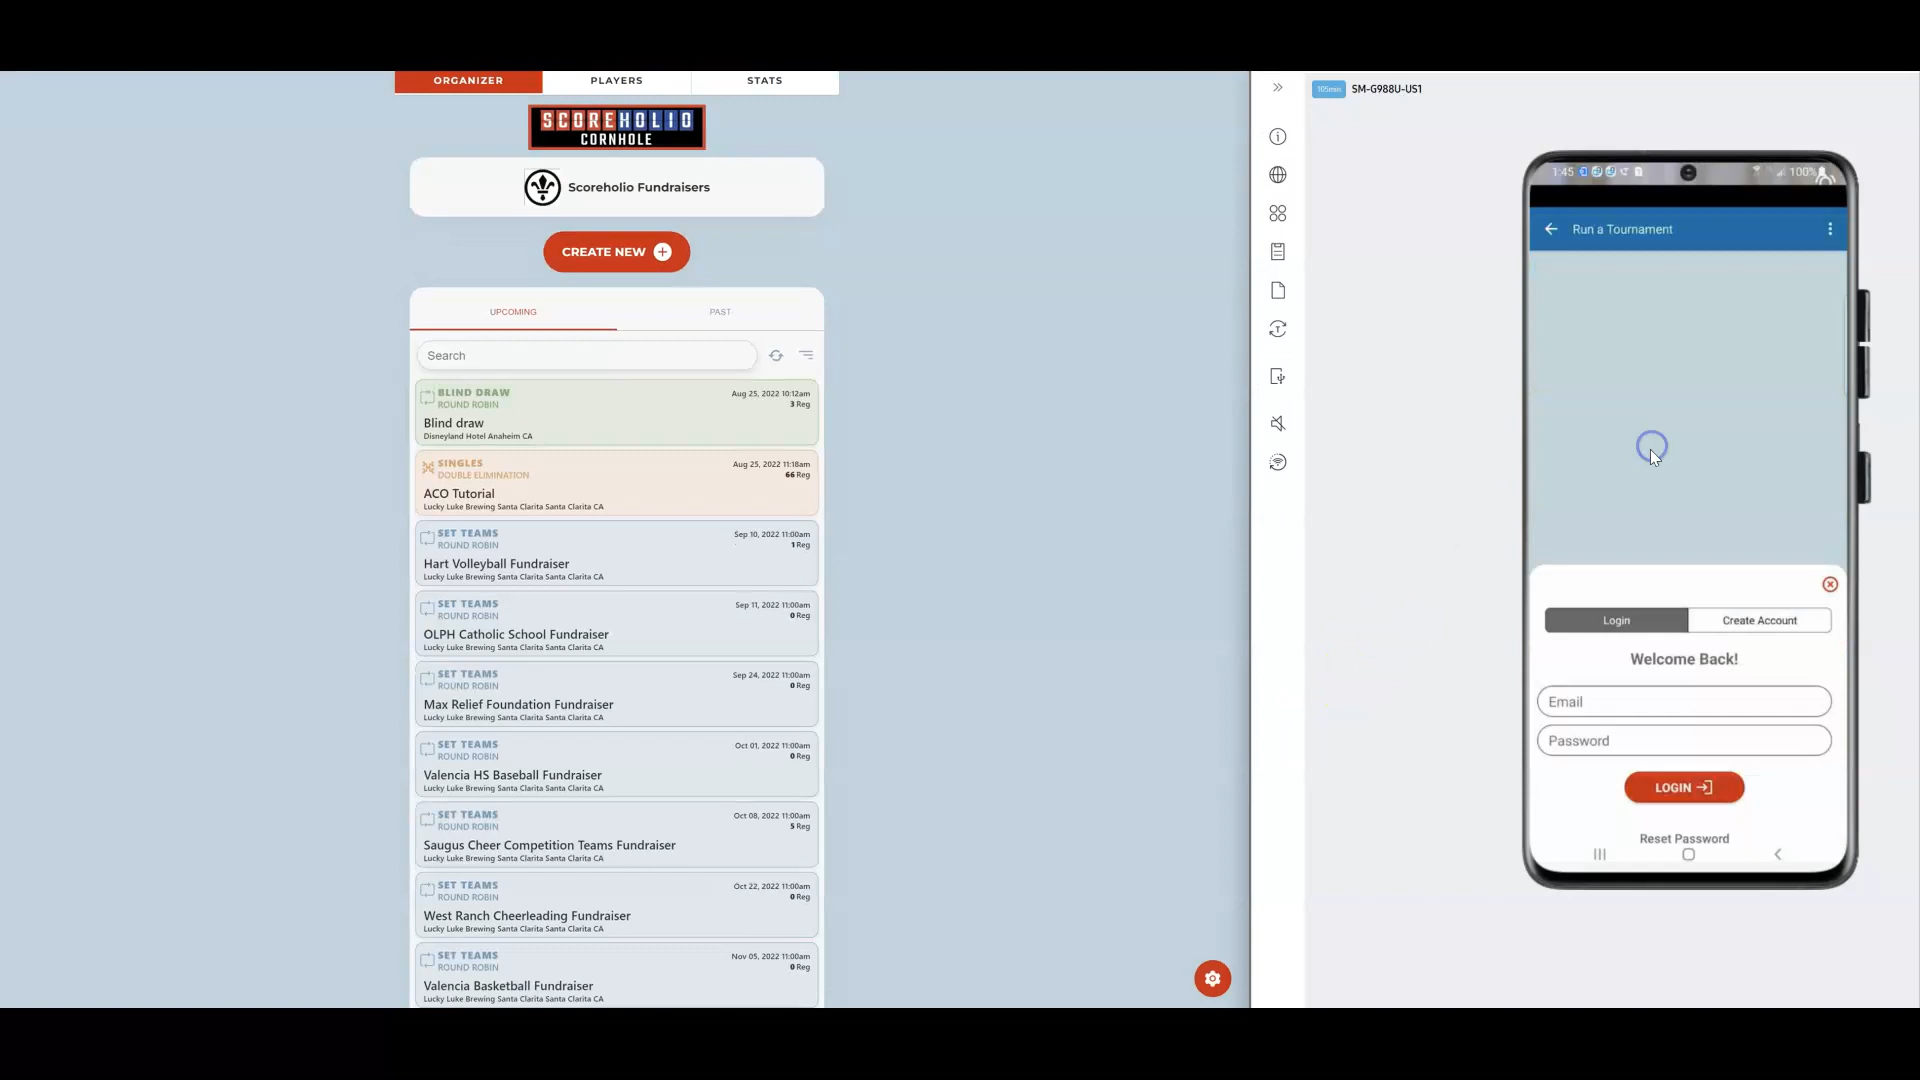 ORGANIZER
PLAYERS
STATS
SCOREHOLIO
CORNHOLE
Scoreholio Fundraisers
CREATE NEW
UPCOMING
PAST
Search
BLIND DRAW
ROUND ROBIN
Aug 25, 2022 10:12am
3 Reg
Blind draw
Disneyland Hotel Anaheim CA
SINGLES
DOUBLE ELIMINATION
Aug 25, 2022 11:18am
66 Reg
ACO Tutorial
Lucky Luke Brewing Santa Clarita Santa Clarita CA
SET TEAMS
ROUND ROBIN
Sep 10, 2022 11:00am
1 Reg
Hart Volleyball Fundraiser
Lucky Luke Brewing Santa Clarita Santa Clarita CA
SET TEAMS
ROUND ROBIN
Sep 11, 2022 11:00am
0 Reg
OLPH Catholic School Fundraiser
Lucky Luke Brewing Santa Clarita Santa Clarita CA
SET TEAMS
ROUND ROBIN
Sep 24, 2022 11:00am
0 Reg
Max Relief Foundation Fundraiser
Lucky Luke Brewing Santa Clarita Santa Clarita CA
SET TEAMS
ROUND ROBIN
Oct 01, 2022 11:00am
0 Reg
Valencia HS Baseball Fundraiser
Lucky Luke Brewing Santa Clarita Santa Clarita CA
SET TEAMS
ROUND ROBIN
Oct 08, 2022 11:00am
5 Reg
Saugus Cheer Competition Teams Fundraiser
Lucky Luke Brewing Santa Clarita Santa Clarita CA
SET TEAMS
ROUND ROBIN
Oct 22, 2022 11:00am
0 Reg
West Ranch Cheerleading Fundraiser
Lucky Luke Brewing Santa Clarita Santa Clarita CA
SET TEAMS
ROUND ROBIN
Nov 05, 2022 11:00am
0 Reg
Valencia Basketball Fundraiser
Lucky Luke Brewing Santa Clarita Santa Clarita CA
105min
SM-G988U-US1
1:45
100%
Run a Tournament
Login
Create Account
Welcome Back!
Email
Password
LOGIN
Reset Password